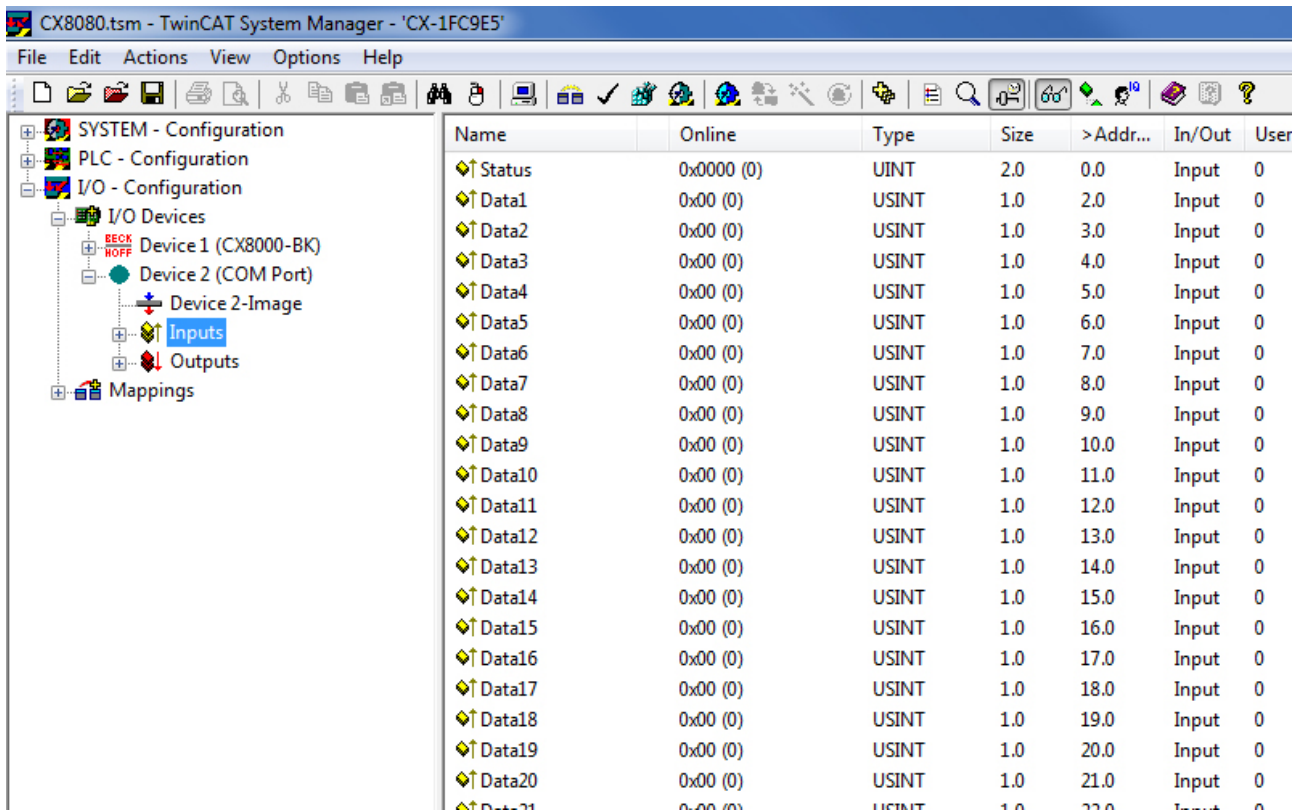 CX8080.tsm - TwinCAT System Manager - 'CX-1FC9E5'
File Edit Actions View Options Help
SYSTEM - Configuration
PLC - Configuration
I/O - Configuration
I/O Devices
BECK HOFF Device 1 (CX8000-BK)
Device 2 (COM Port)
Device 2-Image
Inputs
Outputs
Mappings
Name Online Type Size >Addr... In/Out User
Status 0x0000 (0) UINT 2.0 0.0 Input 0
Data1 0x00 (0) USINT 1.0 2.0 Input 0
Data2 0x00 (0) USINT 1.0 3.0 Input 0
Data3 0x00 (0) USINT 1.0 4.0 Input 0
Data4 0x00 (0) USINT 1.0 5.0 Input 0
Data5 0x00 (0) USINT 1.0 6.0 Input 0
Data6 0x00 (0) USINT 1.0 7.0 Input 0
Data7 0x00 (0) USINT 1.0 8.0 Input 0
Data8 0x00 (0) USINT 1.0 9.0 Input 0
Data9 0x00 (0) USINT 1.0 10.0 Input 0
Data10 0x00 (0) USINT 1.0 11.0 Input 0
Data11 0x00 (0) USINT 1.0 12.0 Input 0
Data12 0x00 (0) USINT 1.0 13.0 Input 0
Data13 0x00 (0) USINT 1.0 14.0 Input 0
Data14 0x00 (0) USINT 1.0 15.0 Input 0
Data15 0x00 (0) USINT 1.0 16.0 Input 0
Data16 0x00 (0) USINT 1.0 17.0 Input 0
Data17 0x00 (0) USINT 1.0 18.0 Input 0
Data18 0x00 (0) USINT 1.0 19.0 Input 0
Data19 0x00 (0) USINT 1.0 20.0 Input 0
Data20 0x00 (0) USINT 1.0 21.0 Input 0